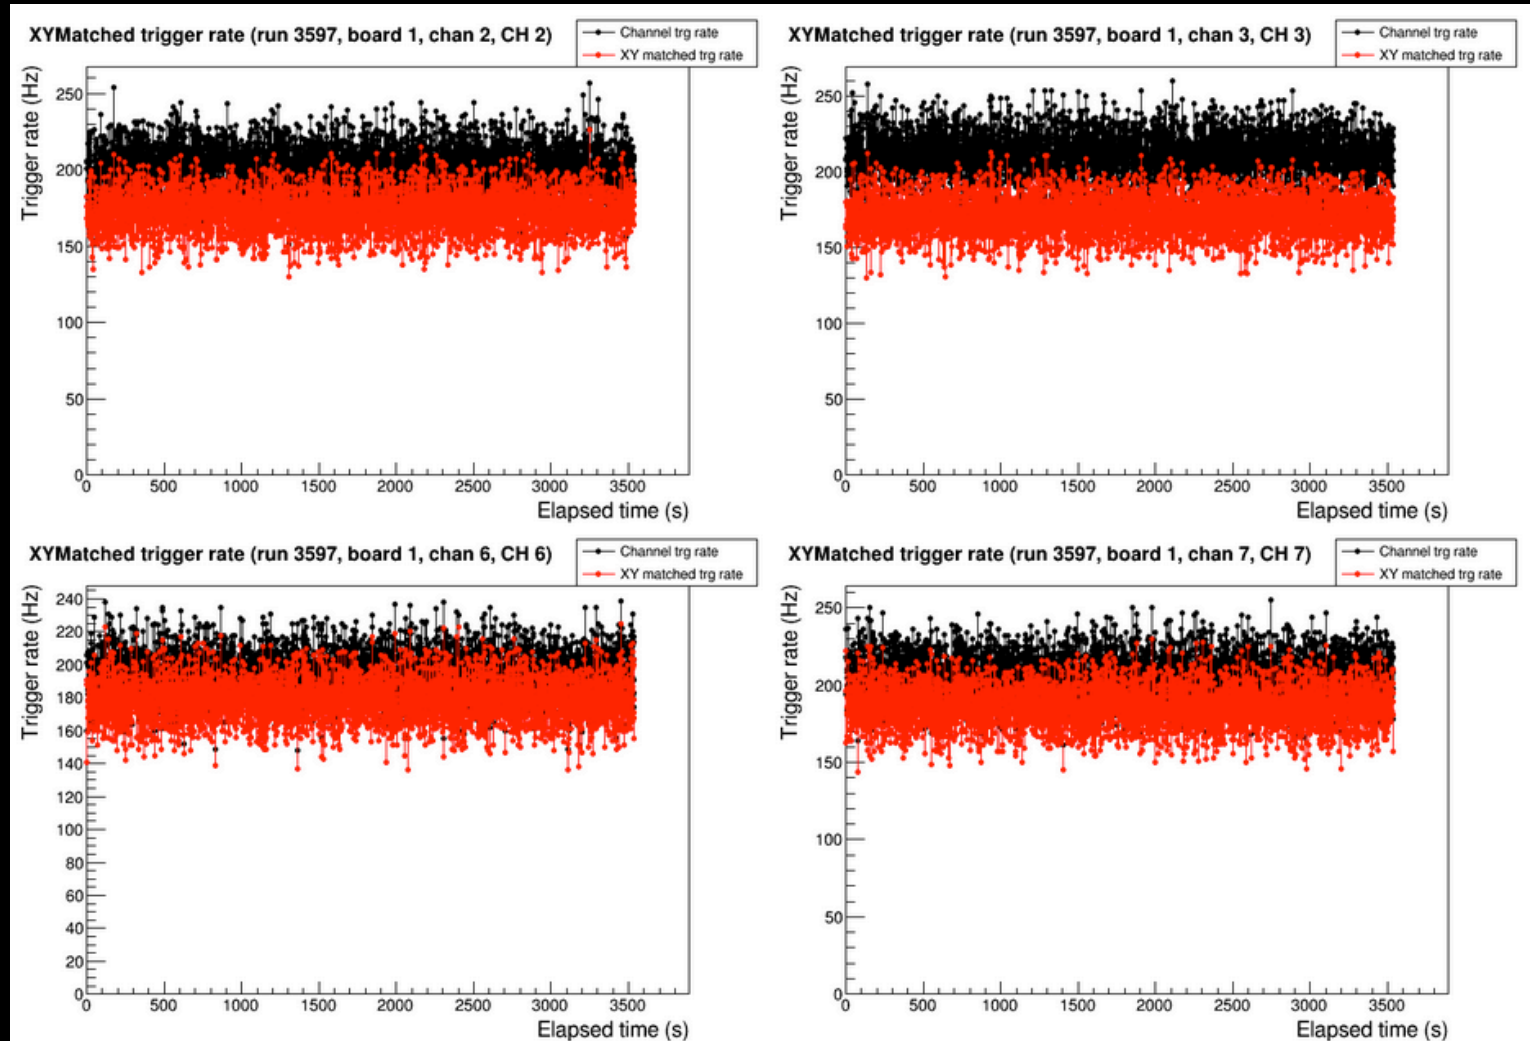 XYMatched trigger rate (run 3597, board 1, chan 2, CH 2)
Channel trg rate
XY matched trg rate
Trigger rate (Hz)
250
200
150
100
50
0
0 500 1000 1500 2000 2500 3000 3500
Elapsed time (s)
XYMatched trigger rate (run 3597, board 1, chan 3, CH 3)
Channel trg rate
XY matched trg rate
Trigger rate (Hz)
250
200
150
100
50
0
0 500 1000 1500 2000 2500 3000 3500
Elapsed time (s)
XYMatched trigger rate (run 3597, board 1, chan 6, CH 6)
Channel trg rate
XY matched trg rate
Trigger rate (Hz)
240
220
200
180
160
140
120
100
80
60
40
20
0
0 500 1000 1500 2000 2500 3000 3500
Elapsed time (s)
XYMatched trigger rate (run 3597, board 1, chan 7, CH 7)
Channel trg rate
XY matched trg rate
Trigger rate (Hz)
250
200
150
100
50
0
0 500 1000 1500 2000 2500 3000 3500
Elapsed time (s)